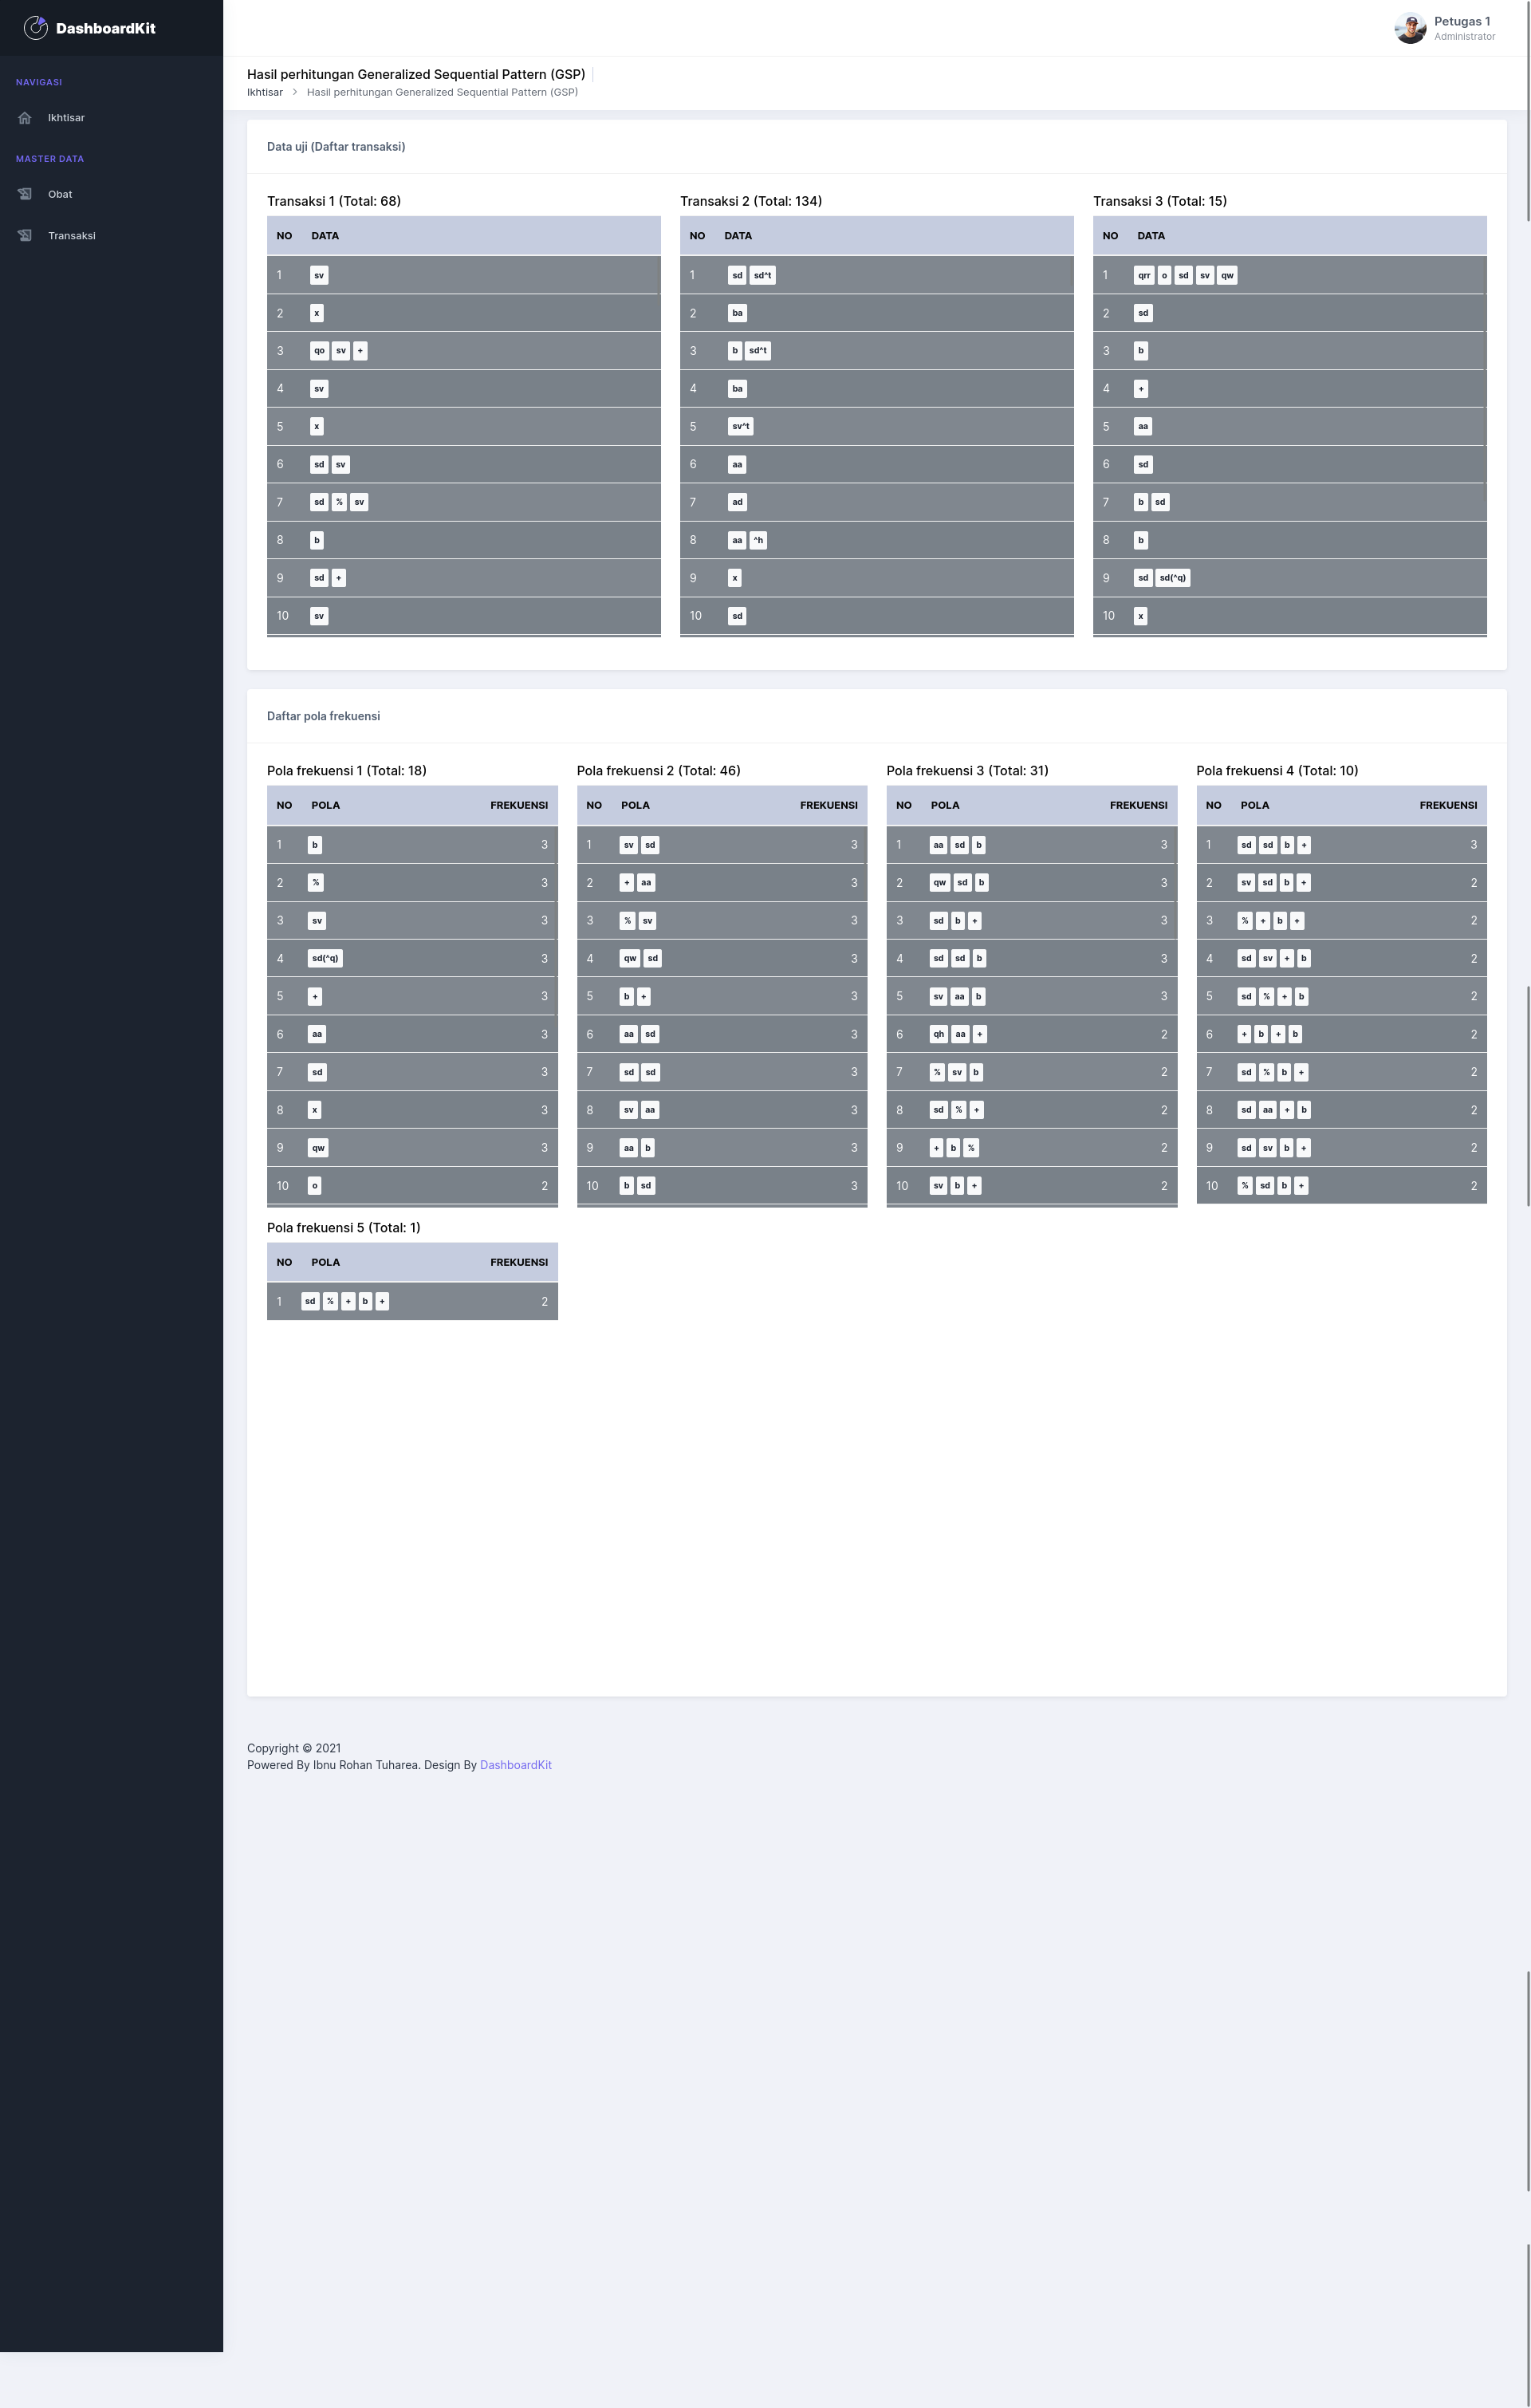 DashboardKit
Petugas 1
Administrator
NAVIGASI
Ikhtisar
MASTER DATA
Obat
Transaksi
Hasil perhitungan Generalized Sequential Pattern (GSP)
Ikhtisar > Hasil perhitungan Generalized Sequential Pattern (GSP)
Data uji (Daftar transaksi)
Transaksi 1 (Total: 68)
NO DATA
1 sv
2 x
3 qo sv +
4 sv
5 x
6 sd sv
7 sd % sv
8 b
9 sd +
10 sv
Transaksi 2 (Total: 134)
NO DATA
1 sd sd^t
2 ba
3 b sd^t
4 ba
5 sv^t
6 aa
7 ad
8 aa ^h
9 x
10 sd
Transaksi 3 (Total: 15)
NO DATA
1 qrr o sd sv qw
2 sd
3 b
4 +
5 aa
6 sd
7 b sd
8 b
9 sd sd(^q)
10 x
Daftar pola frekuensi
Pola frekuensi 1 (Total: 18)
NO POLA FREKUENSI
1 b 3
2 % 3
3 sv 3
4 sd(^q) 3
5 + 3
6 aa 3
7 sd 3
8 x 3
9 qw 3
10 o 2
Pola frekuensi 2 (Total: 46)
NO POLA FREKUENSI
1 sv sd 3
2 + aa 3
3 % sv 3
4 qw sd 3
5 b + 3
6 aa sd 3
7 sd sd 3
8 sv aa 3
9 aa b 3
10 b sd 3
Pola frekuensi 3 (Total: 31)
NO POLA FREKUENSI
1 aa sd b 3
2 qw sd b 3
3 sd b + 3
4 sd sd b 3
5 sv aa b 3
6 qh aa + 2
7 % sv b 2
8 sd % + 2
9 + b % 2
10 sv b + 2
Pola frekuensi 4 (Total: 10)
NO POLA FREKUENSI
1 sd sd b + 3
2 sv sd b + 2
3 % + b + 2
4 sd sv + b 2
5 sd % + b 2
6 + b + b 2
7 sd % b + 2
8 sd aa + b 2
9 sd sv b + 2
10 % sd b + 2
Pola frekuensi 5 (Total: 1)
NO POLA FREKUENSI
1 sd % + b + 2
Copyright © 2021
Powered By Ibnu Rohan Tuharea. Design By DashboardKit